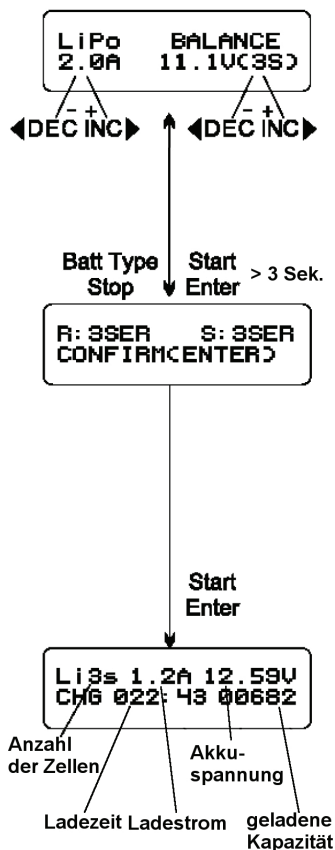 LiPo BALANCE
2.0A 11.1V(3S)
- + - +
◀DEC INC▶ ◀DEC INC▶
Batt Type Start
Stop Enter > 3 Sek.
R:3SER S:3SER
CONFIRM(ENTER)
Start
Enter
Li3s 1.2A 12.59V
CHG 022:43 00682
Anzahl
der Zellen
Akku-
spannung
Ladezeit Ladestrom geladene
Kapazität